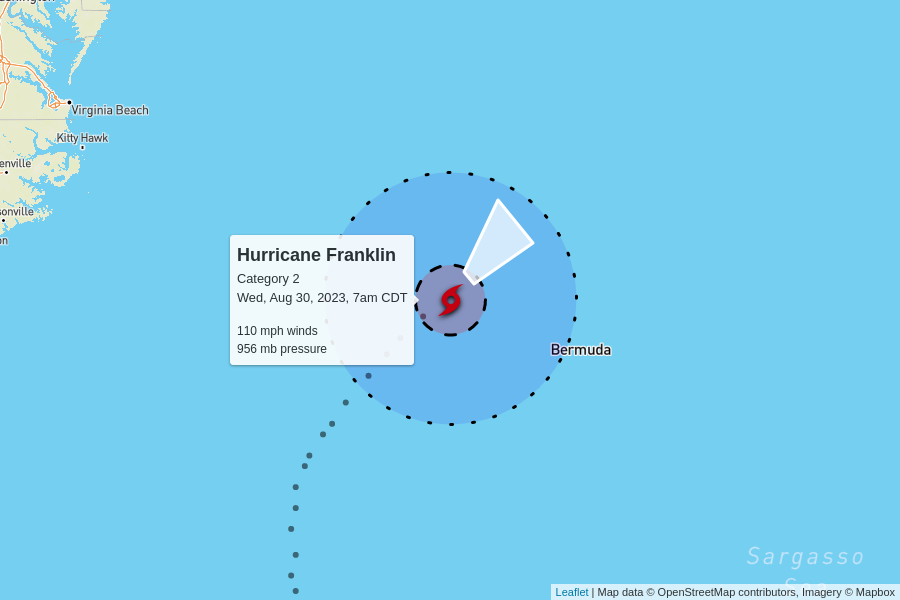 Virginia Beach
Kitty Hawk
enville
sonville
on
Hurricane Franklin
Category 2
Wed, Aug 30, 2023, 7am CDT
110 mph winds
956 mb pressure
Bermuda
Sargasso
Leaflet | Map data © OpenStreetMap contributors, Imagery © Mapbox